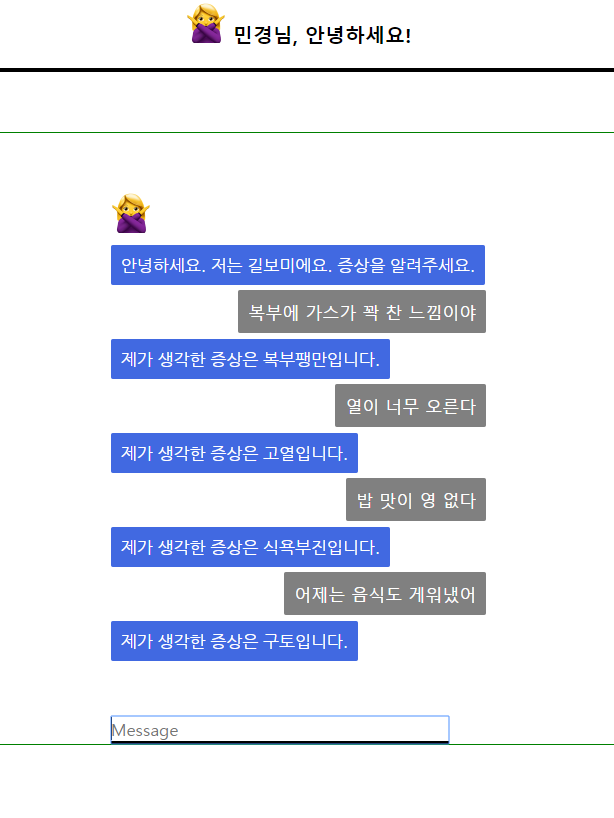 민경님, 안녕하세요!
안녕하세요. 저는 길보미에요. 증상을 알려주세요.
복부에 가스가 꽉 찬 느낌이야
제가 생각한 증상은 복부팽만입니다.
열이 너무 오른다
제가 생각한 증상은 고열입니다.
밥 맛이 영 없다
제가 생각한 증상은 식욕부진입니다.
어제는 음식도 게워냈어
제가 생각한 증상은 구토입니다.
Message